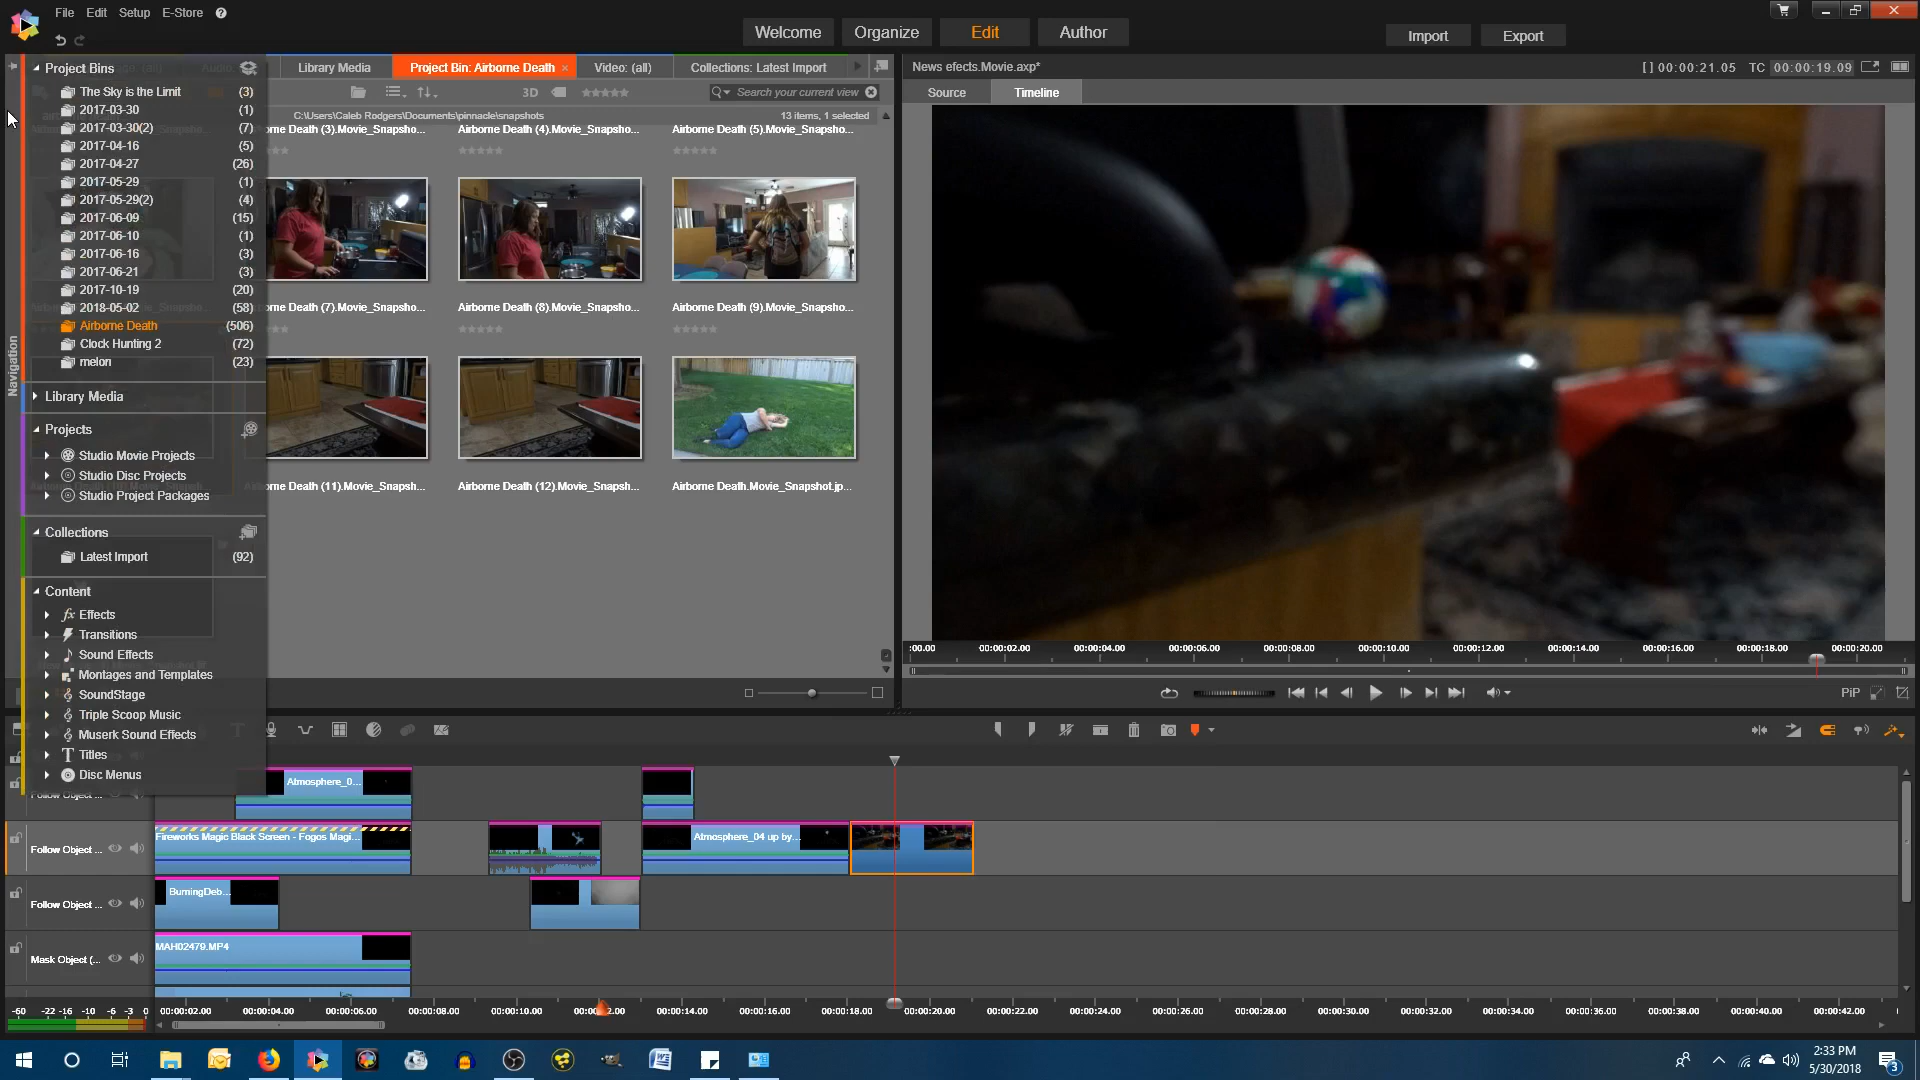 File Edit Setup E-Store
Welcome Organize Edit Author
Import Export
Project Bins
Library Media
Project Bin: Airborne Death ×
Video: (all)
Collections: Latest Import
News efects.Movie.axp*
[ ] 00:00:21.05 TC 00:00:19.09
Source Timeline
3D
Search your current view
C:\Users\Caleb Rodgers\Documents\pinnacle\snapshots
13 items, 1 selected
The Sky is the Limit (3)
2017-03-30 (1)
2017-03-30(2) (7)
2017-04-16 (5)
2017-04-27 (26)
2017-05-29 (1)
2017-05-29(2) (4)
2017-06-09 (15)
2017-06-10 (1)
2017-06-16 (3)
2017-06-21 (3)
2017-10-19 (20)
2018-05-02 (58)
Airborne Death (506)
Clock Hunting 2 (72)
melon (23)
Navigation
Library Media
Projects
Studio Movie Projects
Studio Disc Projects
Studio Project Packages
Collections
Latest Import (92)
Content
fx Effects
Transitions
Sound Effects
Montages and Templates
SoundStage
Triple Scoop Music
Muserk Sound Effects
T Titles
Disc Menus
rne Death (3).Movie_Snapsho...
Airborne Death (4).Movie_Snapsho...
Airborne Death (5).Movie_Snapsho...
rne Death (7).Movie_Snapsho...
Airborne Death (8).Movie_Snapsho...
Airborne Death (9).Movie_Snapsho...
rne Death (11).Movie_Snapsh...
Airborne Death (12).Movie_Snapsh...
Airborne Death.Movie_Snapshot.jp...
:00.00 00:00:02.00 00:00:04.00 00:00:06.00 00:00:08.00 00:00:10.00 00:00:12.00 00:00:14.00 00:00:16.00 00:00:18.00 00:00:20.00
PiP
Follow Object ...
Atmosphere_0...
Follow Object ...
Fireworks Magic Black Screen - Fogos Magi...
Atmosphere_04 up by...
Follow Object ...
BurningDeb...
Mask Object (...
MAH02479.MP4
-60 -22 -16 -10 -6 -3 0
00:00:02.00 00:00:04.00 00:00:06.00 00:00:08.00 00:00:10.00 00:00:12.00 00:00:14.00 00:00:16.00 00:00:18.00 00:00:20.00 00:00:22.00 00:00:24.00 00:00:26.00 00:00:28.00 00:00:30.00 00:00:32.00 00:00:34.00 00:00:36.00 00:00:38.00 00:00:40.00 00:00:42.00
2:33 PM
5/30/2018
3